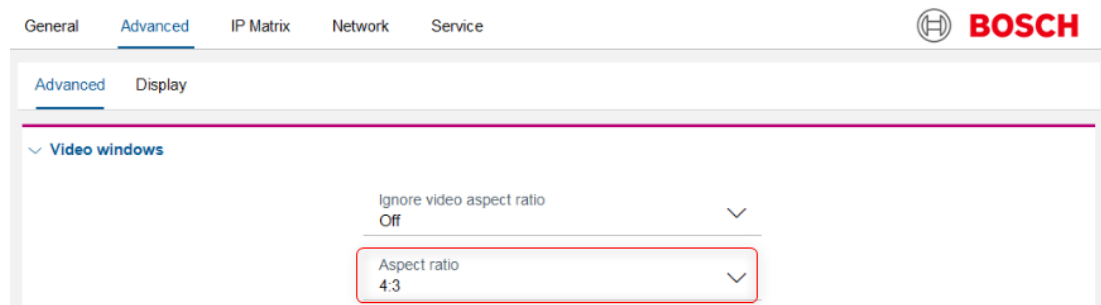 General Advanced IP Matrix Network Service BOSCH
Advanced Display
Video windows
Ignore video aspect ratio
Off
Aspect ratio
4:3